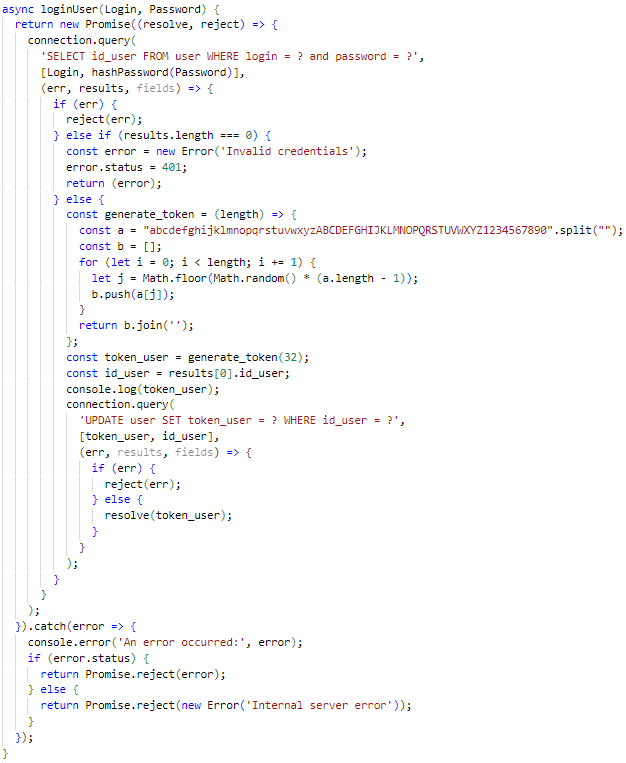 async loginUser(Login, Password) {
  return new Promise((resolve, reject) => {
    connection.query(
      'SELECT id_user FROM user WHERE login = ? and password = ?',
      [Login, hashPassword(Password)],
      (err, results, fields) => {
        if (err) {
          reject(err);
        } else if (results.length === 0) {
          const error = new Error('Invalid credentials');
          error.status = 401;
          return (error);
        } else {
          const generate_token = (length) => {
            const a = "abcdefghijklmnopqrstuvwxyzABCDEFGHIJKLMNOPQRSTUVWXYZ1234567890".split("");
            const b = [];
            for (let i = 0; i < length; i += 1) {
              let j = Math.floor(Math.random() * (a.length - 1));
              b.push(a[j]);
            }
            return b.join('');
          };
          const token_user = generate_token(32);
          const id_user = results[0].id_user;
          console.log(token_user);
          connection.query(
            'UPDATE user SET token_user = ? WHERE id_user = ?',
            [token_user, id_user],
            (err, results, fields) => {
              if (err) {
                reject(err);
              } else {
                resolve(token_user);
              }
            }
          );
        }
      }
    );
  }).catch(error => {
    console.error('An error occurred:', error);
    if (error.status) {
      return Promise.reject(error);
    } else {
      return Promise.reject(new Error('Internal server error'));
    }
  });
}